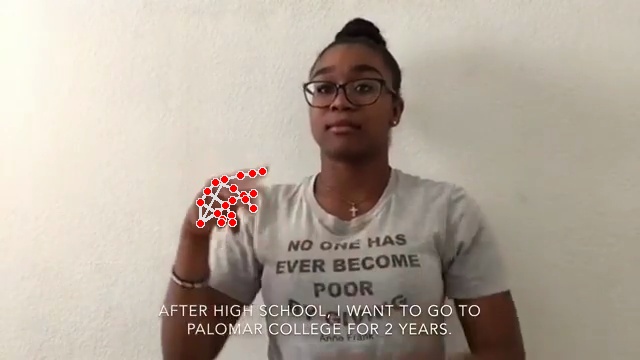 NO ONE HAS
EVER BECOME
POOR
Anne Frank
AFTER HIGH SCHOOL, I WANT TO GO TO
PALOMAR COLLEGE FOR 2 YEARS.